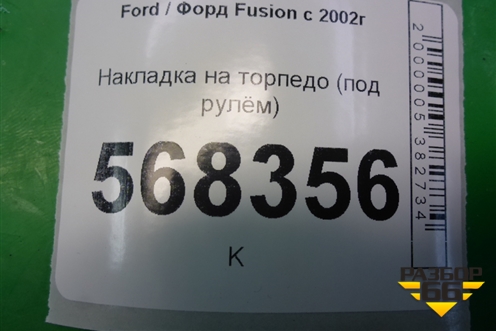 Ford / Форд Fusion с 2002г
Накладка на торпедо (под
рулём)
568356
К
2000005382734
РАЗБОР
66